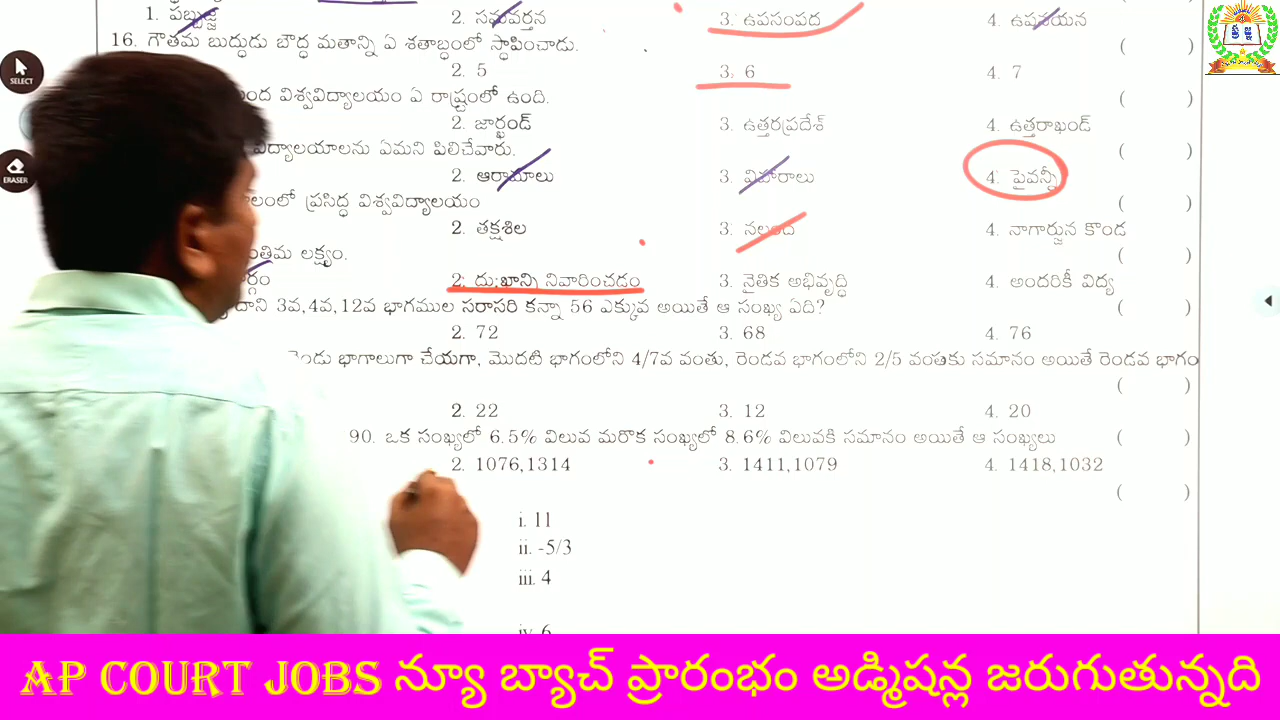 1. పబ్బుజ్జ 2. సమవర్తన 3. ఉపసంపద 4. ఉపనయన
16. గౌతమ బుద్ధుడు బౌద్ధ మతాన్ని ఏ శతాబ్ధంలో స్థాపించాడు. ( )
2. 5 3. 6 4. 7
విశ్వవిద్యాలయం ఏ రాష్ట్రంలో ఉంది. ( )
2. జార్ఖండ్ 3. ఉత్తరప్రదేశ్ 4. ఉత్తరాఖండ్
విద్యాలయాలను ఏమని పిలిచేవారు. ( )
2. ఆరామాలు 3. విహారాలు 4. పైవన్నీ
ప్రసిద్ధ విశ్వవిద్యాలయం ( )
2. తక్షశిల 3. నలంద 4. నాగార్జున కొండ
లక్ష్యం. ( )
2. దు:ఖాన్ని నివారించడం 3. నైతిక అభివృద్ధి 4. అందరికీ విద్య
దాని 3వ,4వ,12వ భాగముల సరాసరి కన్నా 56 ఎక్కువ అయితే ఆ సంఖ్య ఏది? ( )
2. 72 3. 68 4. 76
రెండు భాగాలుగా చేయగా, మొదటి భాగంలోని 4/7వ వంతు, రెండవ భాగంలోని 2/5 వంతకు సమానం అయితే రెండవ భాగం
( )
2. 22 3. 12 4. 20
90. ఒక సంఖ్యలో 6.5% విలువ మరొక సంఖ్యలో 8.6% విలువకి సమానం అయితే ఆ సంఖ్యలు ( )
2. 1076,1314 3. 1411,1079 4. 1418,1032
( )
i. 11
ii. -5/3
iii. 4
iv. 6
SELECT
ERASER
AP COURT JOBS న్యూ బ్యాచ్ ప్రారంభం అడ్మిషన్ల జరుగుతున్నది